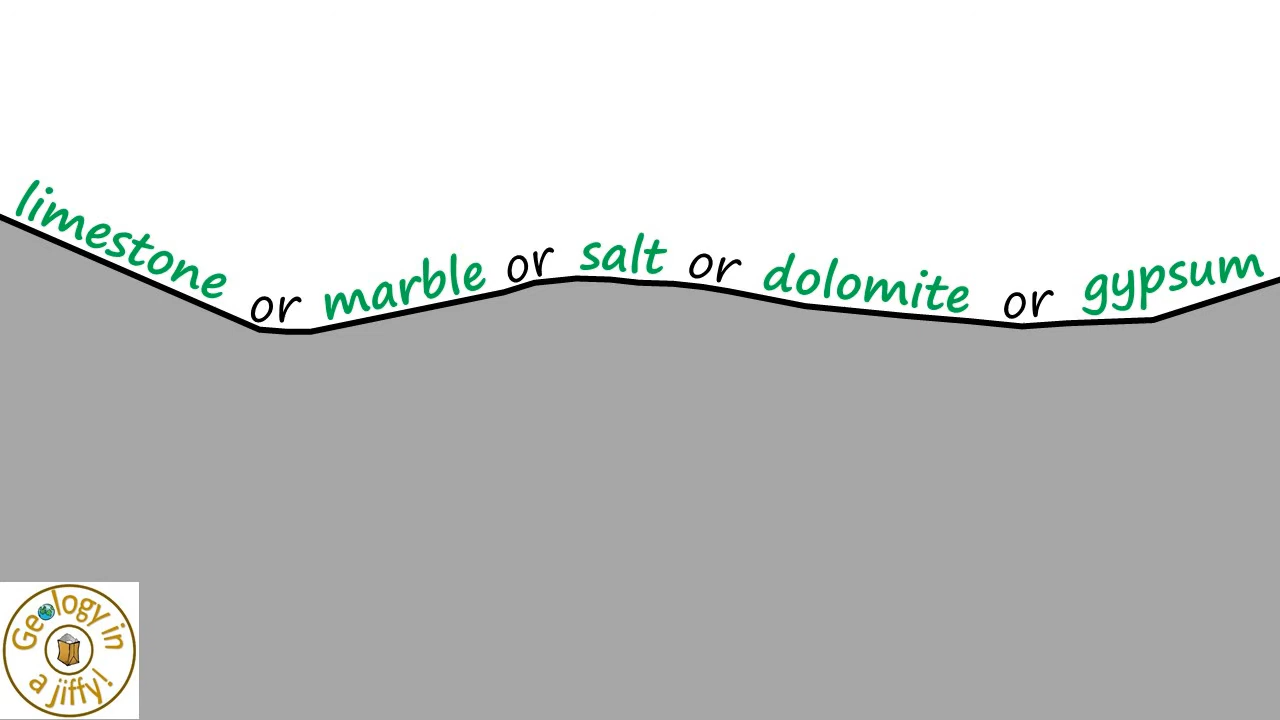 limestone or marble or salt or dolomite or gypsum
Geology in
a jiffy!